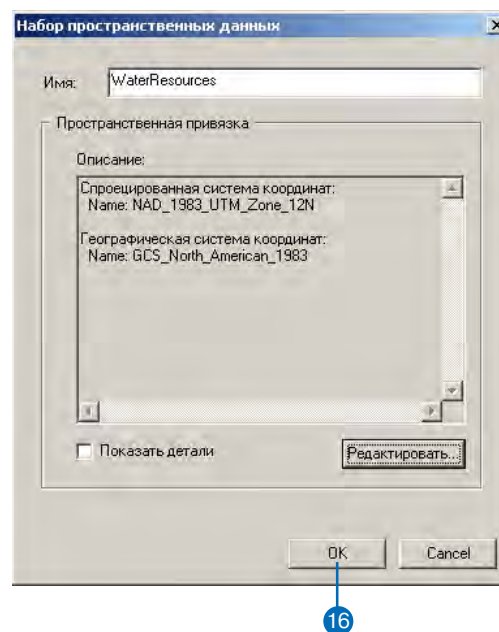 Набор пространственных данных
Имя: WaterResources
Пространственная привязка
Описание:
Спроецированная система координат:
Name: NAD_1983_UTM_Zone_12N
Географическая система координат:
Name: GCS_North_American_1983
Показать детали
Редактировать...
OK Cancel
16